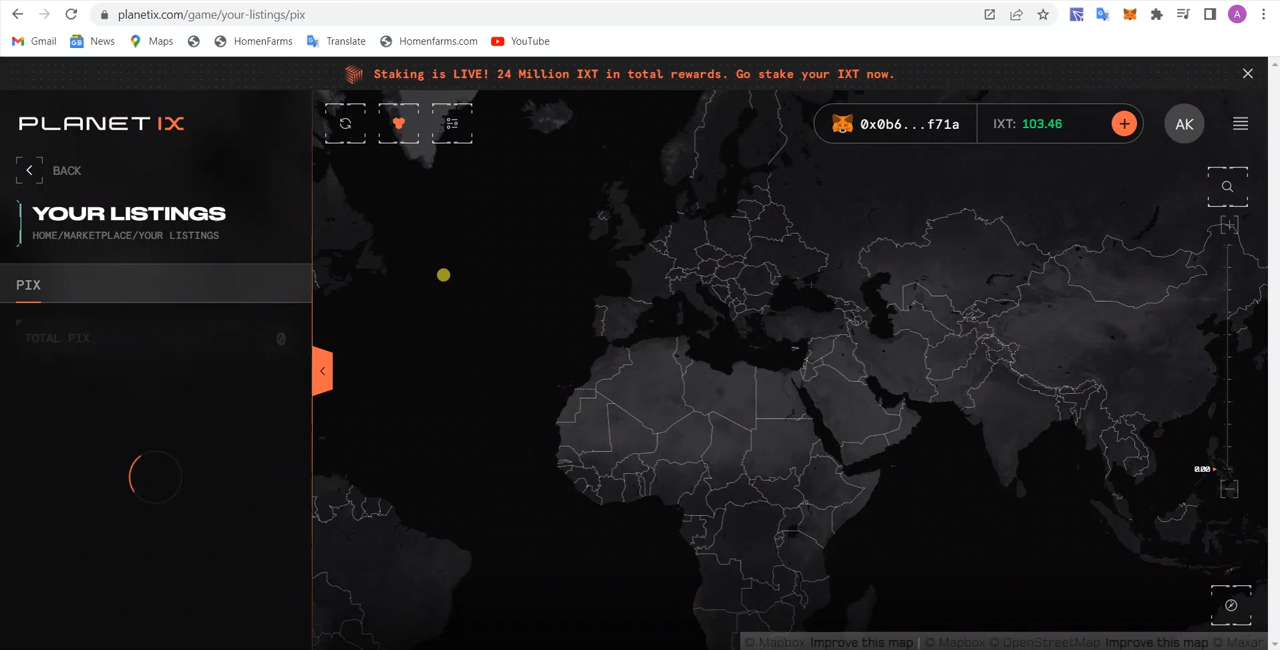 planetix.com/game/your-listings/pix
A
Gmail
News
Maps
HomenFarms
Translate
Homenfarms.com
YouTube
Staking is LIVE! 24 Million IXT in total rewards. Go stake your IXT now.
PLANET IX
0x0b6...f71a
IXT: 103.46
AK
BACK
YOUR LISTINGS
HOME/MARKETPLACE/YOUR LISTINGS
PIX
TOTAL PIX 0
0.00
© Mapbox Improve this map | © Mapbox © OpenStreetMap Improve this map © Maxar